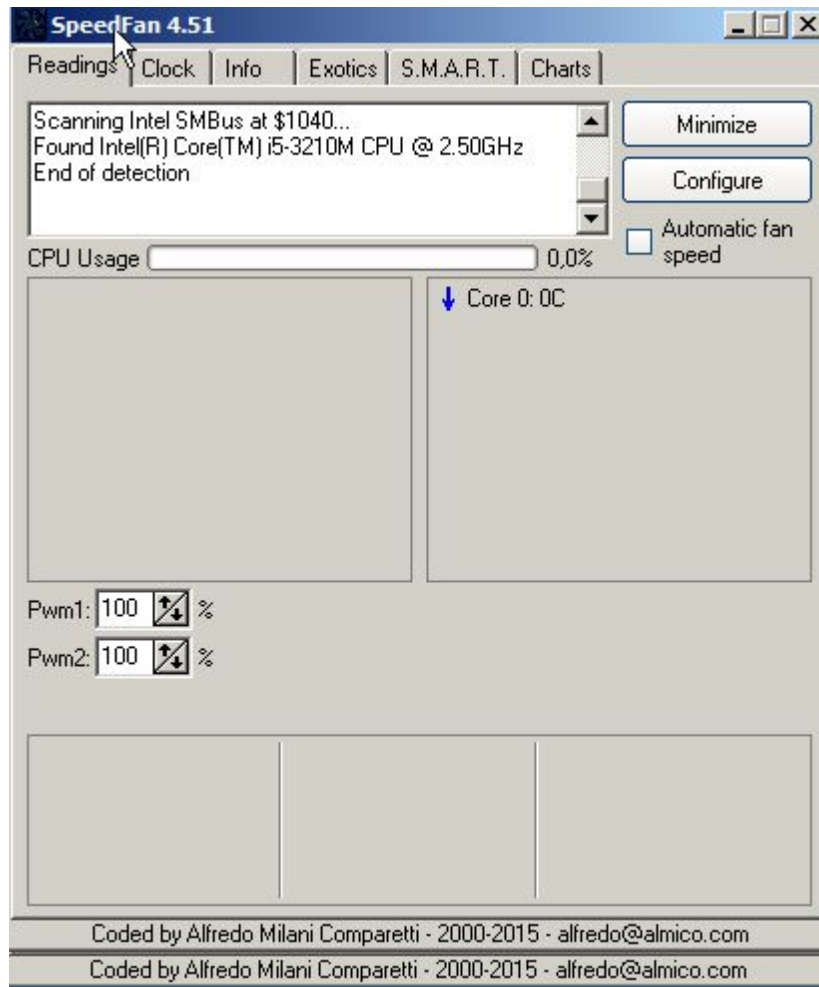 SpeedFan 4.51
Readings Clock Info Exotics S.M.A.R.T. Charts
Scanning Intel SMBus at $1040...
Found Intel(R) Core(TM) i5-3210M CPU @ 2.50GHz
End of detection
Minimize
Configure
Automatic fan
speed
CPU Usage 0,0%
Core 0: 0C
Pwm1: 100 %
Pwm2: 100 %
Coded by Alfredo Milani Comparetti - 2000-2015 - alfredo@almico.com
Coded by Alfredo Milani Comparetti - 2000-2015 - alfredo@almico.com